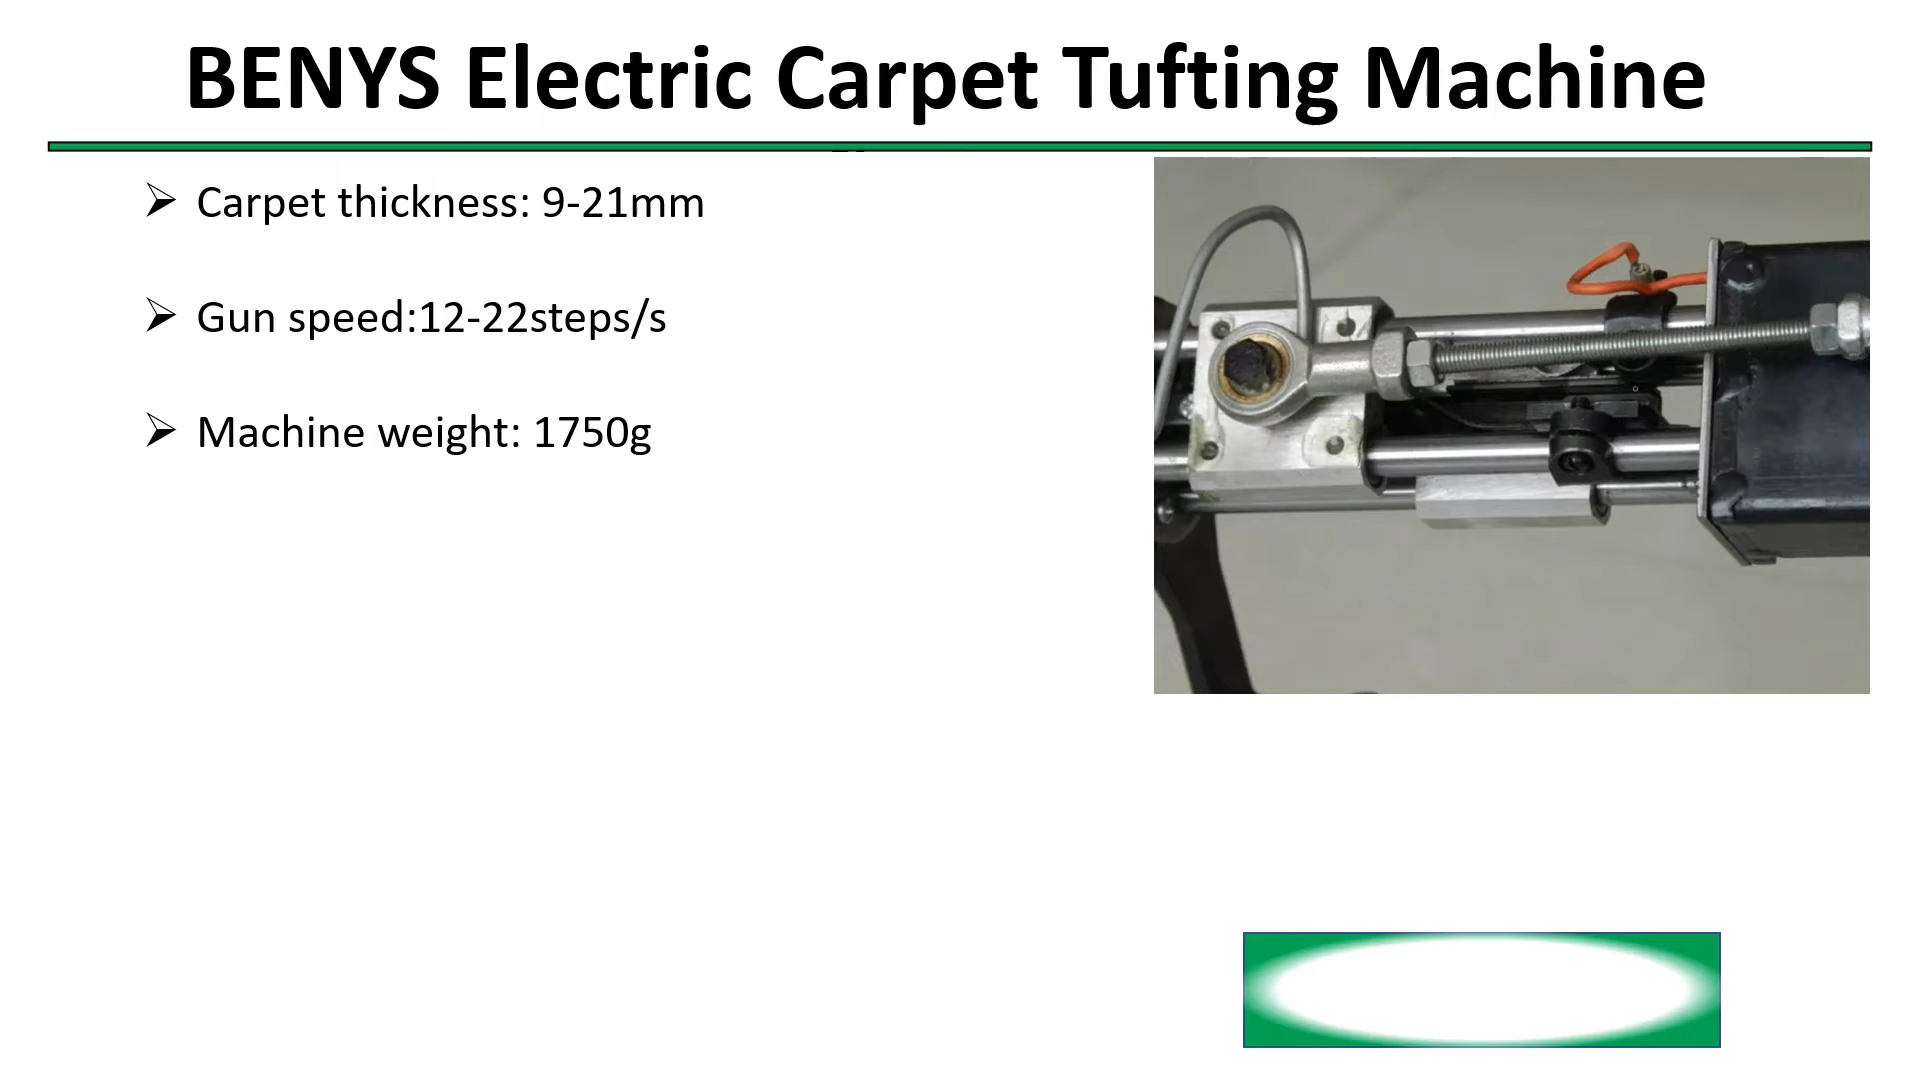 BENYS Electric Carpet Tufting Machine
Carpet thickness: 9-21mm
Gun speed:12-22steps/s
Machine weight: 1750g